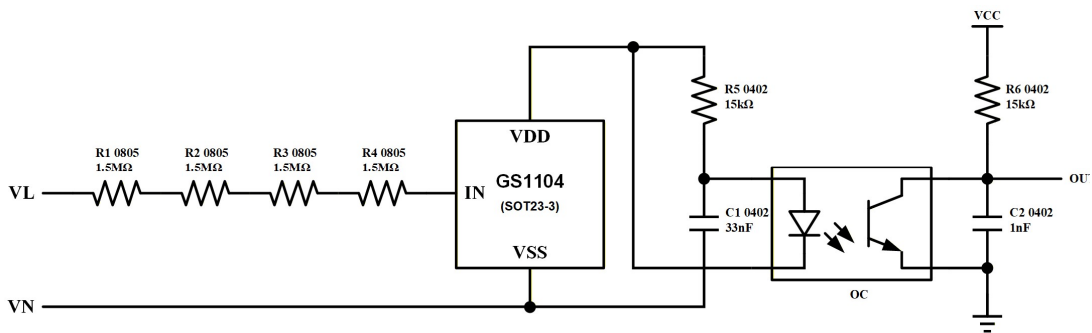 VCC
R5 0402
15kΩ
R6 0402
15kΩ
VDD
R1 0805
1.5MΩ
R2 0805
1.5MΩ
R3 0805
1.5MΩ
R4 0805
1.5MΩ
VL
IN
GS1104
(SOT23-3)
OU
C1 0402
33nF
C2 0402
1nF
VSS
OC
VN